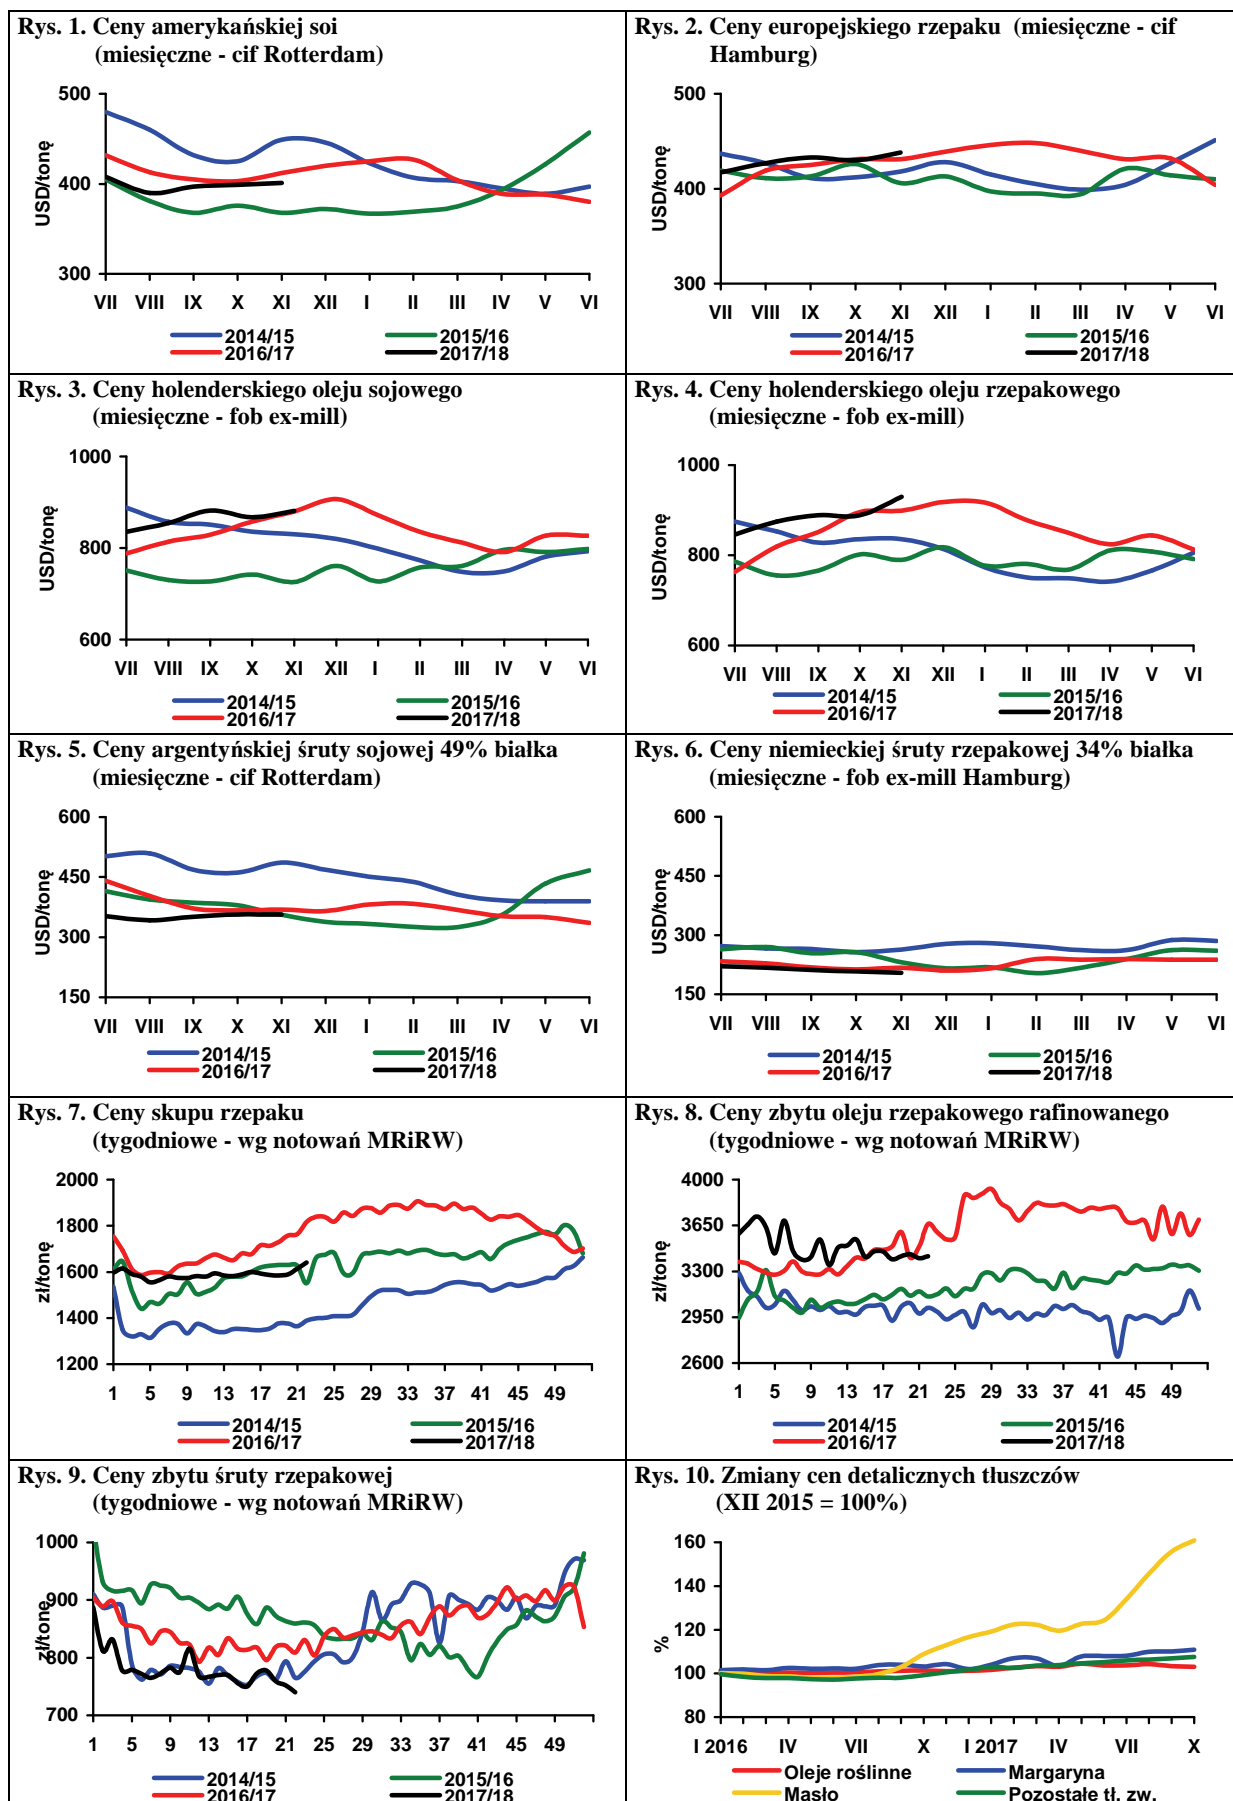 Rys. 1. Ceny amerykańskiej soi
(miesięczne - cif Rotterdam)
500
400
300
USD/tonę
VII VIII IX X XI XII I II III IV V VI
2014/15 2015/16
2016/17 2017/18
Rys. 2. Ceny europejskiego rzepaku (miesięczne - cif
Hamburg)
500
400
300
USD/tonę
VII VIII IX X XI XII I II III IV V VI
2014/15 2015/16
2016/17 2017/18
Rys. 3. Ceny holenderskiego oleju sojowego
(miesięczne - fob ex-mill)
1000
800
600
USD/tonę
VII VIII IX X XI XII I II III IV V VI
2014/15 2015/16
2016/17 2017/18
Rys. 4. Ceny holenderskiego oleju rzepakowego
(miesięczne - fob ex-mill)
1000
800
600
USD/tonę
VII VIII IX X XI XII I II III IV V VI
2014/15 2015/16
2016/17 2017/18
Rys. 5. Ceny argentyńskiej śruty sojowej 49% białka
(miesięczne - cif Rotterdam)
600
450
300
150
USD/tonę
VII VIII IX X XI XII I II III IV V VI
2014/15 2015/16
2016/17 2017/18
Rys. 6. Ceny niemieckiej śruty rzepakowej 34% białka
(miesięczne - fob ex-mill Hamburg)
600
450
300
150
USD/tonę
VII VIII IX X XI XII I II III IV V VI
2014/15 2015/16
2016/17 2017/18
Rys. 7. Ceny skupu rzepaku
(tygodniowe - wg notowań MRiRW)
2000
1800
1600
1400
1200
zł/tonę
1 5 9 13 17 21 25 29 33 37 41 45 49
2014/15 2015/16
2016/17 2017/18
Rys. 8. Ceny zbytu oleju rzepakowego rafinowanego
(tygodniowe - wg notowań MRiRW)
4000
3650
3300
2950
2600
zł/tonę
1 5 9 13 17 21 25 29 33 37 41 45 49
2014/15 2015/16
2016/17 2017/18
Rys. 9. Ceny zbytu śruty rzepakowej
(tygodniowe - wg notowań MRiRW)
1000
900
800
700
zł/tonę
1 5 9 13 17 21 25 29 33 37 41 45 49
2014/15 2015/16
2016/17 2017/18
Rys. 10. Zmiany cen detalicznych tłuszczów
(XII 2015 = 100%)
160
140
120
100
80
%
I 2016 IV VII X I 2017 IV VII X
Oleje roślinne Margaryna
Masło Pozostałe tł. zw.